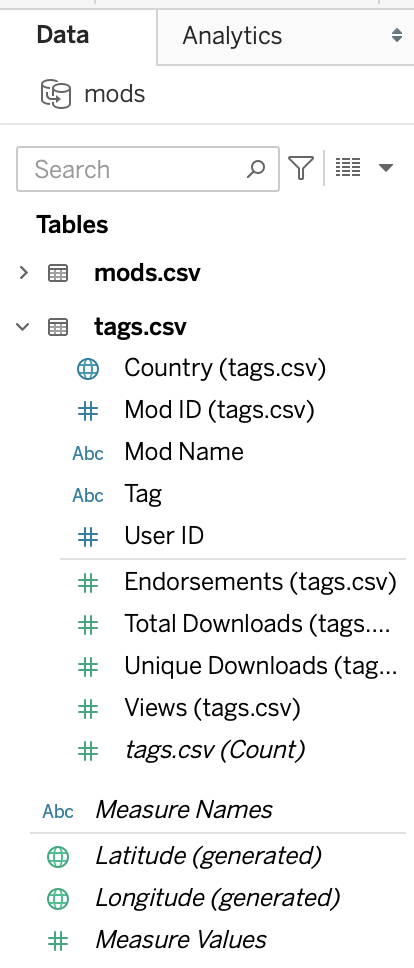 Data Analytics
mods
Search
Tables
mods.csv
tags.csv
Country (tags.csv)
Mod ID (tags.csv)
Abc Mod Name
Abc Tag
User ID
Endorsements (tags.csv)
Total Downloads (tags....
Unique Downloads (tag...
Views (tags.csv)
tags.csv (Count)
Abc Measure Names
Latitude (generated)
Longitude (generated)
Measure Values